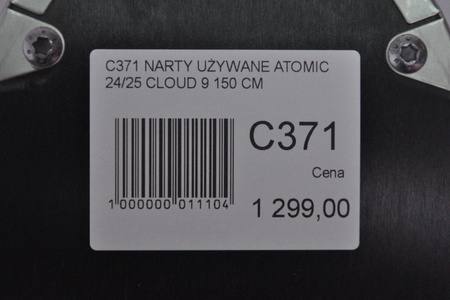 C371 NARTY UŻYWANE ATOMIC
24/25 CLOUD 9 150 CM
C371
Cena
1 000000 011104
1 299,00